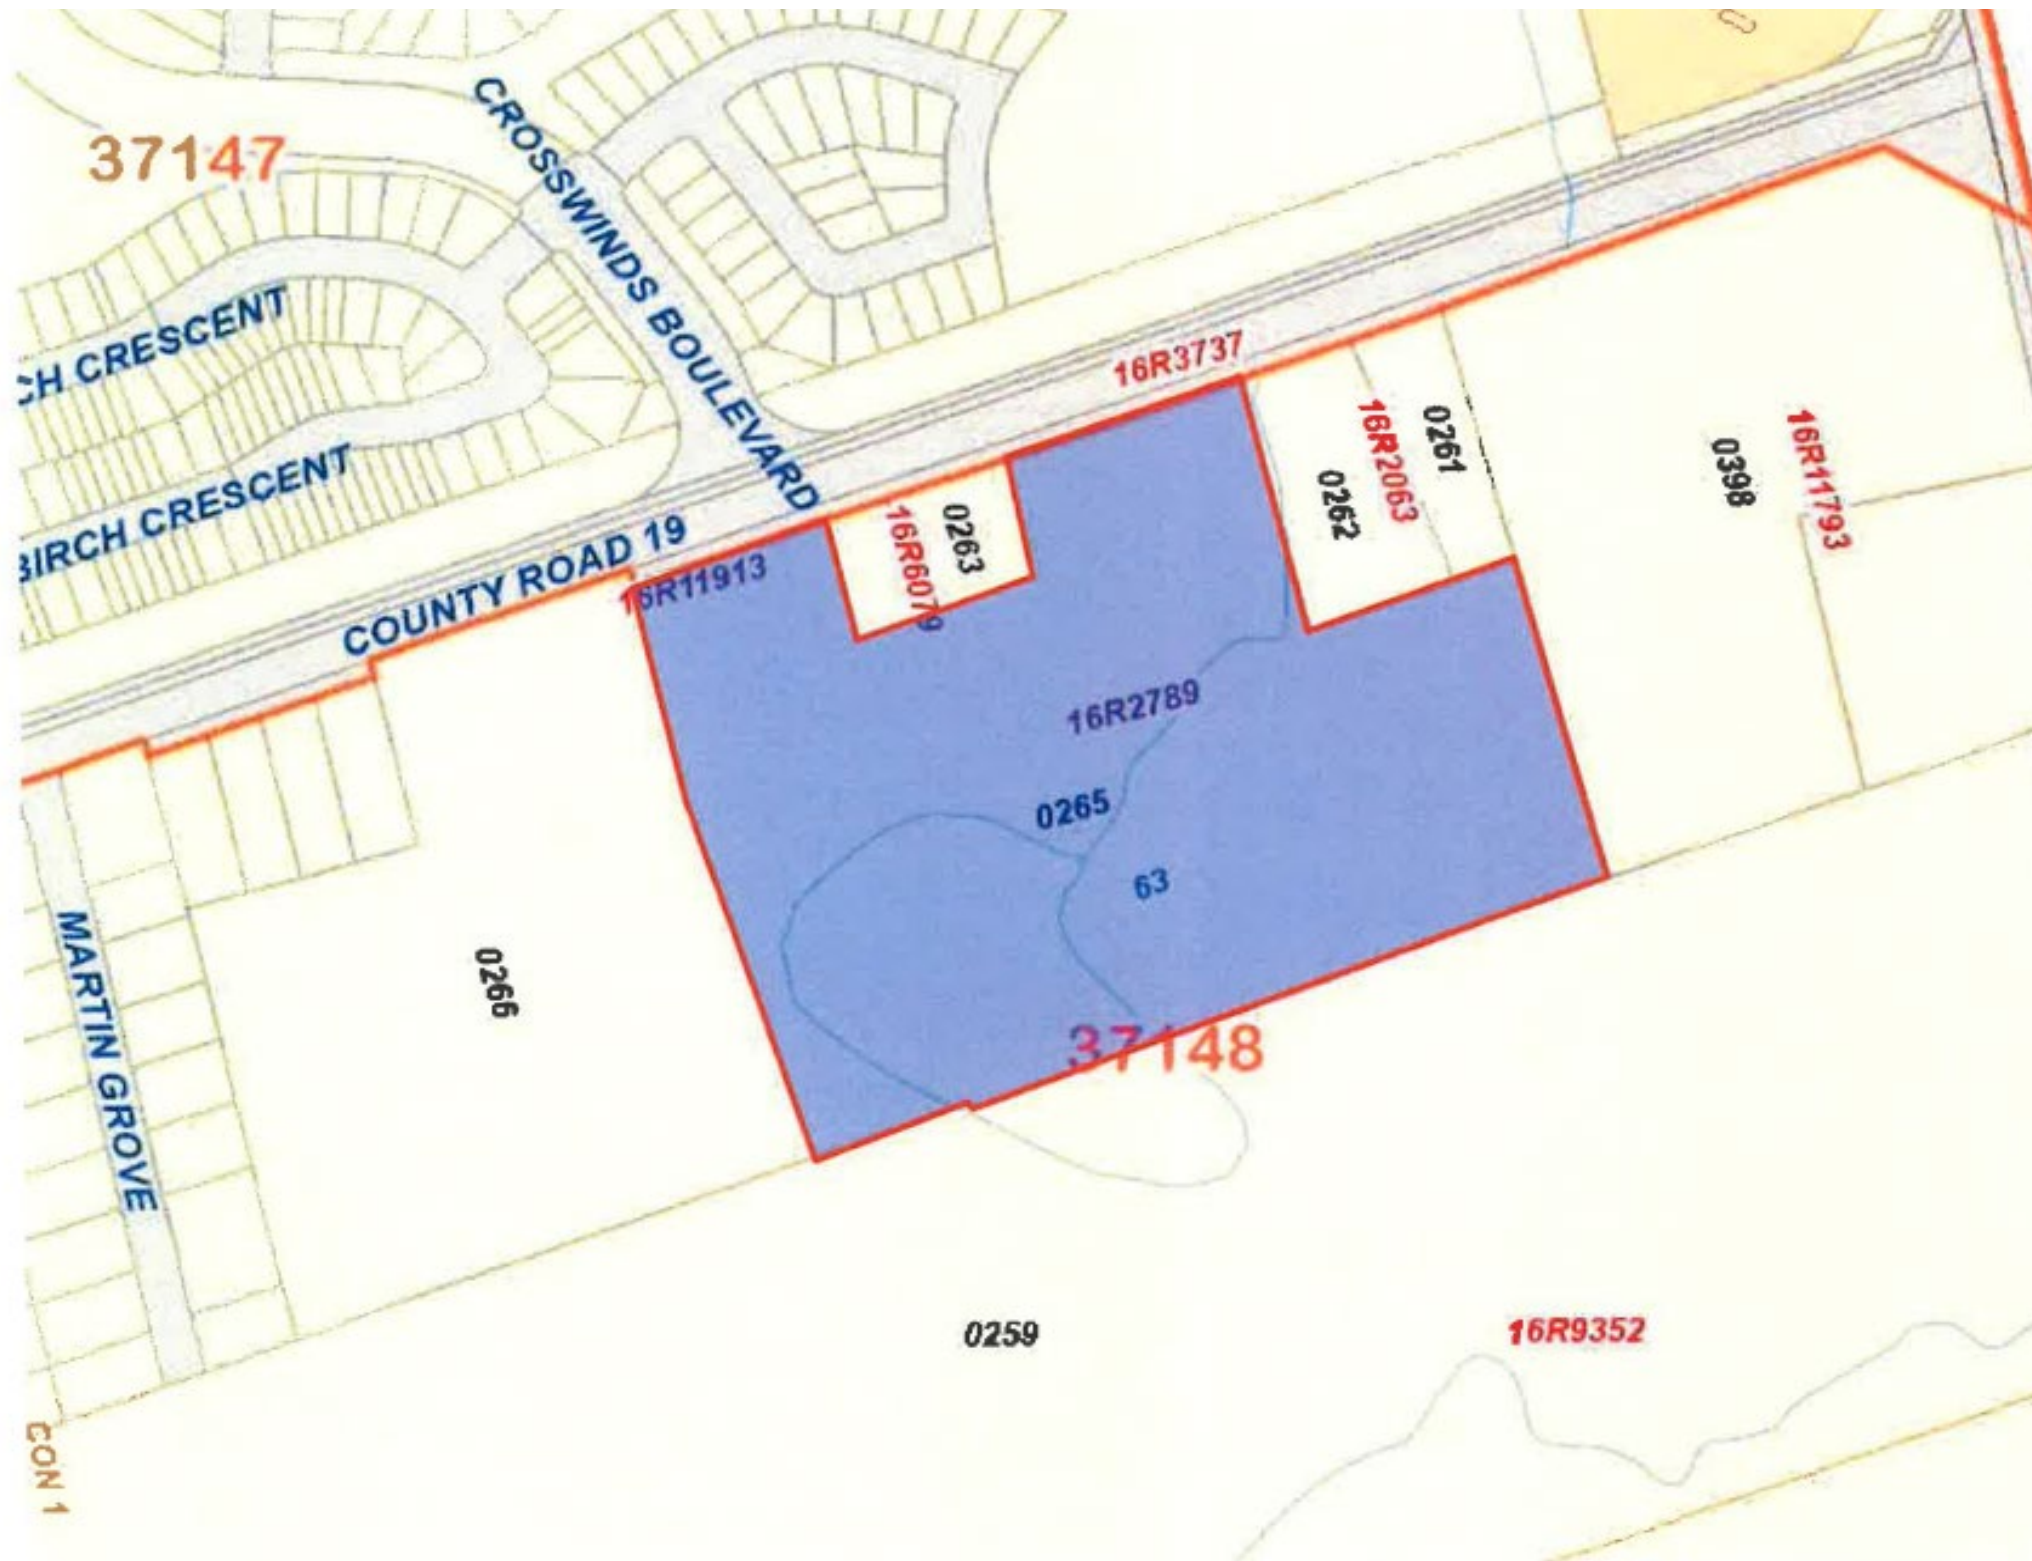 37147
CROSSWINDS BOULEVARD
CH CRESCENT
BIRCH CRESCENT
COUNTY ROAD 19
16R3737
16R11913
16R6079
0263
0262
16R2063
0261
0398
16R11793
16R2789
0265
63
0266
MARTIN GROVE
37148
0259
16R9352
CON 1